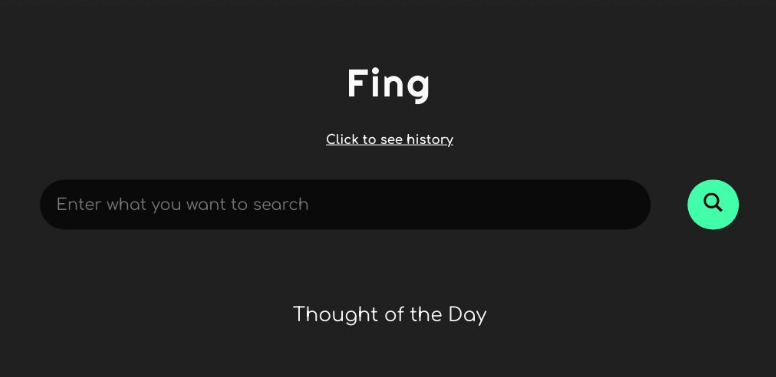 Fing
Click to see history
Enter what you want to search
Thought of the Day